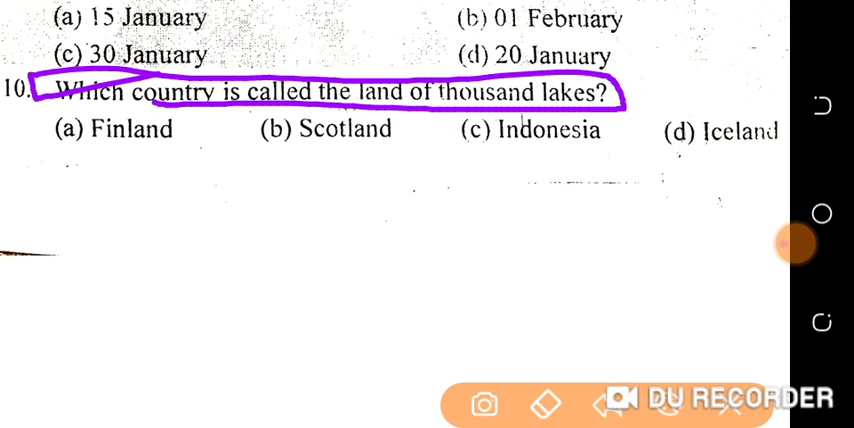 (a) 15 January (b) 01 February
(c) 30 January (d) 20 January
10. Which country is called the land of thousand lakes?
(a) Finland (b) Scotland (c) Indonesia (d) Iceland
DU RECORDER